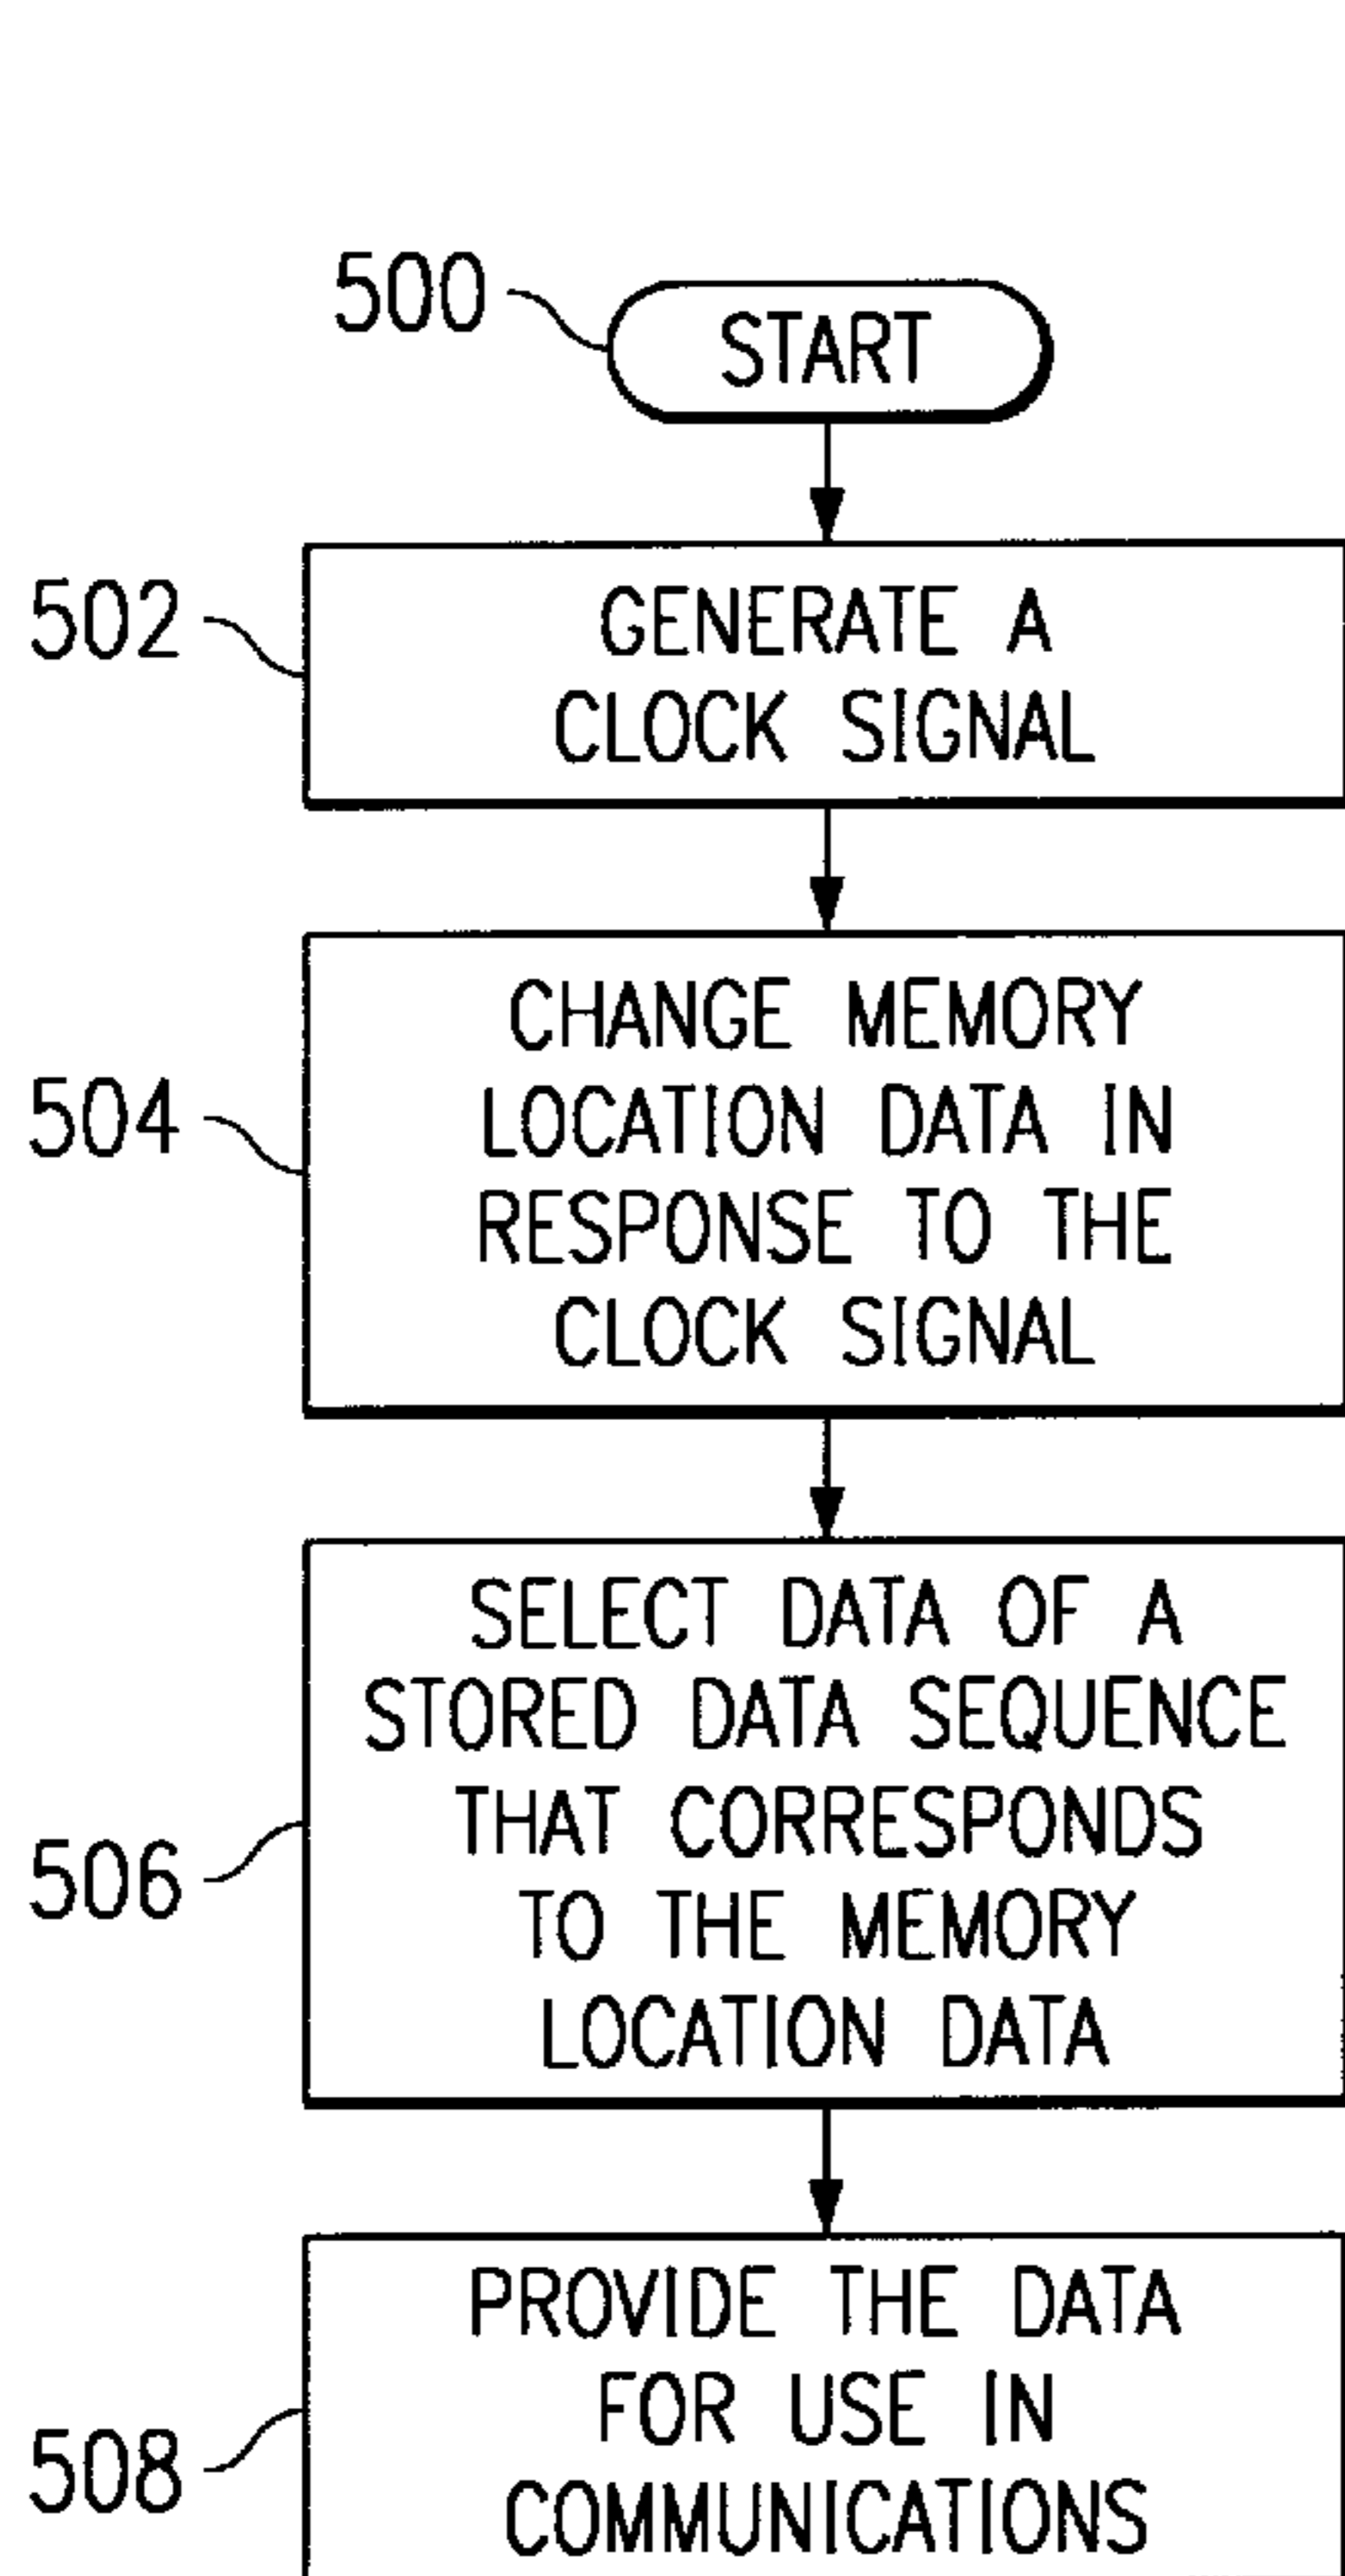 500
START
502
GENERATE A
CLOCK SIGNAL
504
CHANGE MEMORY
LOCATION DATA IN
RESPONSE TO THE
CLOCK SIGNAL
506
SELECT DATA OF A
STORED DATA SEQUENCE
THAT CORRESPONDS
TO THE MEMORY
LOCATION DATA
508
PROVIDE THE DATA
FOR USE IN
COMMUNICATIONS